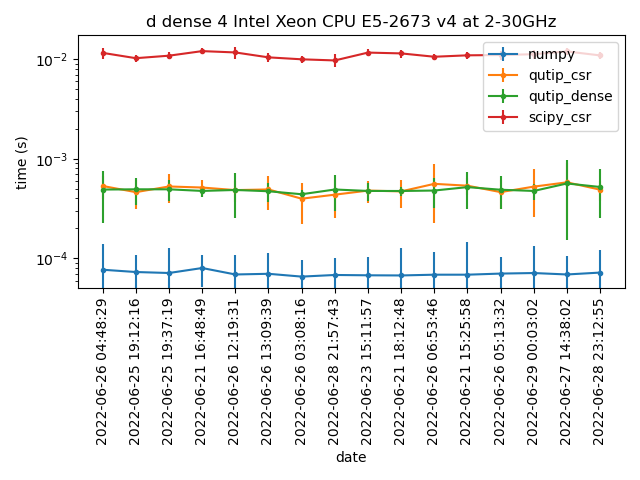 d dense 4 Intel Xeon CPU E5-2673 v4 at 2-30GHz
10⁻²
10⁻³
10⁻⁴
time (s)
numpy
qutip_csr
qutip_dense
scipy_csr
2022-06-26 04:48:29
2022-06-25 19:12:16
2022-06-25 19:37:19
2022-06-21 16:48:49
2022-06-26 12:19:31
2022-06-26 13:09:39
2022-06-26 03:08:16
2022-06-28 21:57:43
2022-06-23 15:11:57
2022-06-21 18:12:48
2022-06-26 06:53:46
2022-06-21 15:25:58
2022-06-26 05:13:32
2022-06-29 00:03:02
2022-06-27 14:38:02
2022-06-28 23:12:55
date